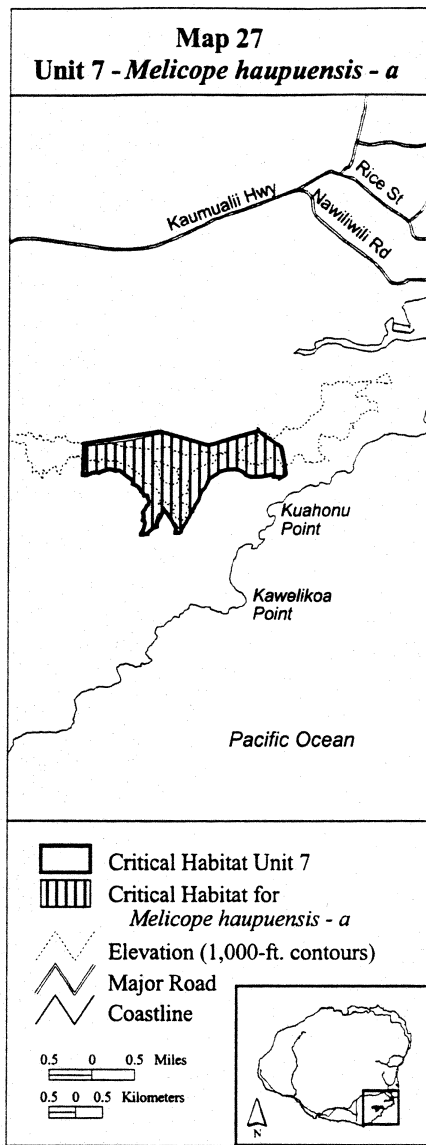 Map 27
Unit 7 - Melicope haupuensis - a
Kaumualii Hwy
Rice St
Nawiliwili Rd
Kuahonu
Point
Kawelikoa
Point
Pacific Ocean
Critical Habitat Unit 7
Critical Habitat for
Melicope haupuensis - a
Elevation (1,000-ft. contours)
Major Road
Coastline
0.5 0 0.5 Miles
0.5 0 0.5 Kilometers
N